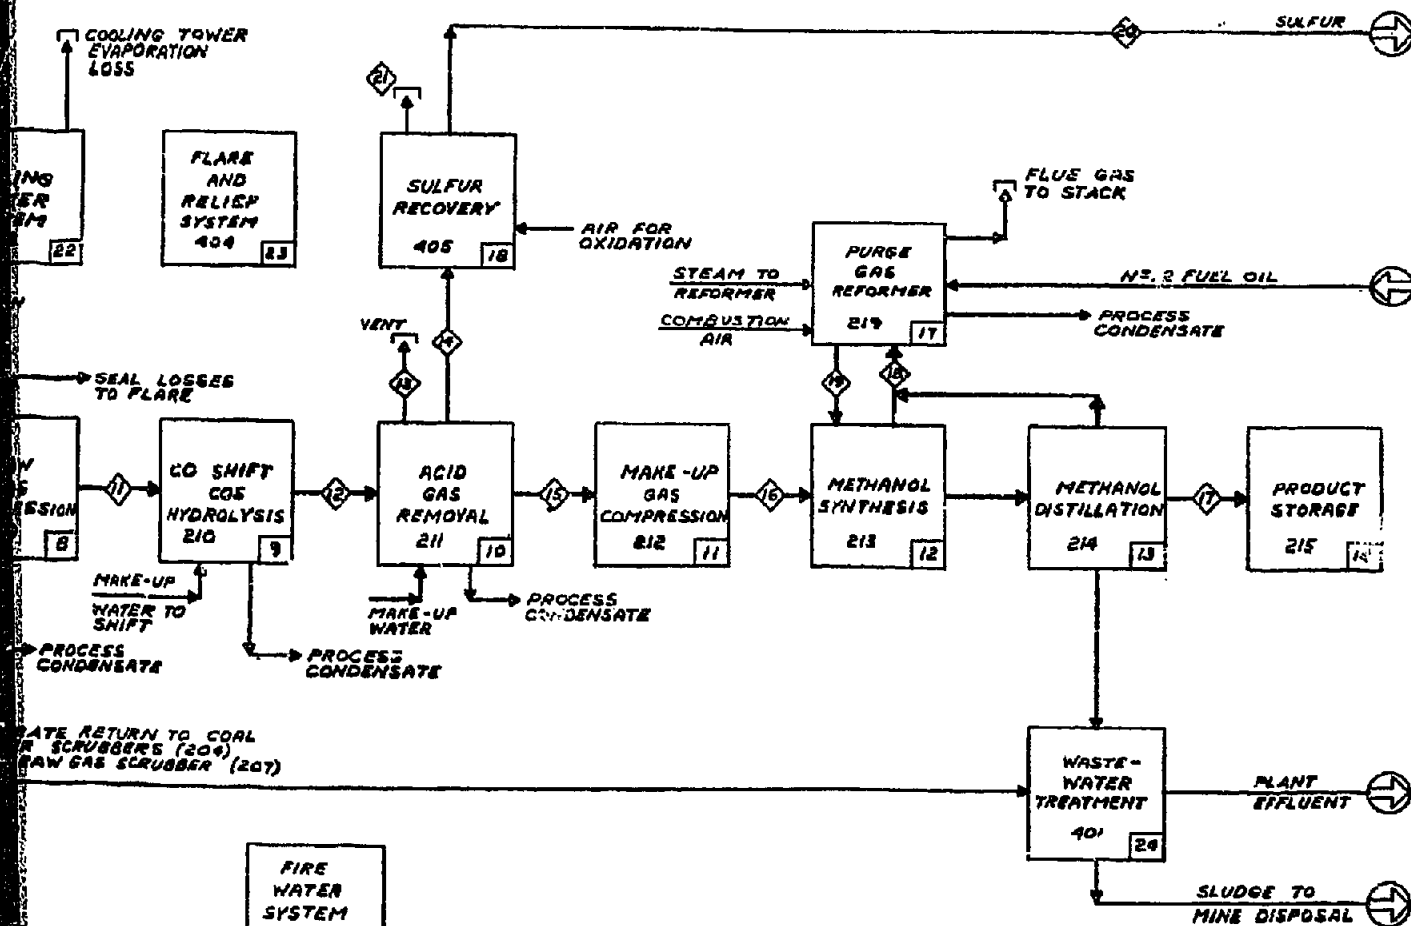 COOLING TOWER
EVAPORATION
LOSS
20
SULFUR
21
ING
ER
EM
22
FLARE
AND
RELIEF
SYSTEM
404
23
SULFUR
RECOVERY
405
18
AIR FOR
OXIDATION
FLUE GAS
TO STACK
STEAM TO
REFORMER
COMBUSTION
AIR
PURGE
GAS
REFORMER
219
17
Nº. 2 FUEL OIL
PROCESS
CONDENSATE
VENT
13
14
19
18
SEAL LOSSES
TO FLARE
W
ESSION
8
11
CO SHIFT
COS
HYDROLYSIS
210
9
12
ACID
GAS
REMOVAL
211
10
15
MAKE-UP
GAS
COMPRESSION
212
11
16
METHANOL
SYNTHESIS
213
12
METHANOL
DISTILLATION
214
13
17
PRODUCT
STORAGE
215
MAKE-UP
WATER TO
SHIFT
PROCESS
CONDENSATE
PROCESS
CONDENSATE
MAKE-UP
WATER
PROCESS
CONDENSATE
RATE RETURN TO COAL
R SCRUBBERS (204)
RAW GAS SCRUBBER (207)
WASTE-
WATER
TREATMENT
401
24
PLANT
EFFLUENT
SLUDGE TO
MINE DISPOSAL
FIRE
WATER
SYSTEM